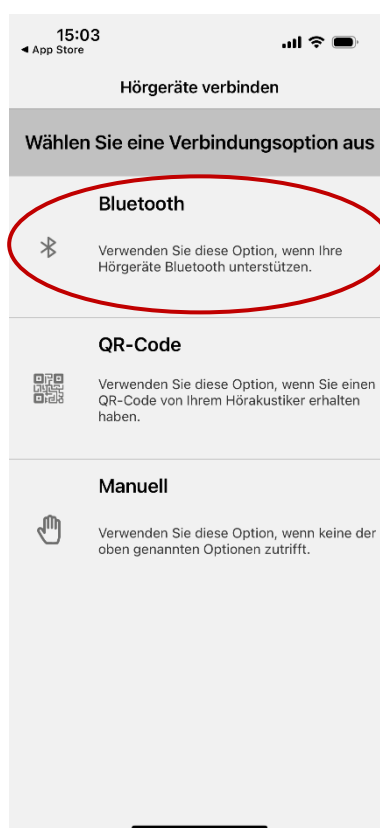 15:03
◀ App Store
Hörgeräte verbinden
Wählen Sie eine Verbindungsoption aus
Bluetooth
Verwenden Sie diese Option, wenn Ihre
Hörgeräte Bluetooth unterstützen.
QR-Code
Verwenden Sie diese Option, wenn Sie einen
QR-Code von Ihrem Hörakustiker erhalten
haben.
Manuell
Verwenden Sie diese Option, wenn keine der
oben genannten Optionen zutrifft.